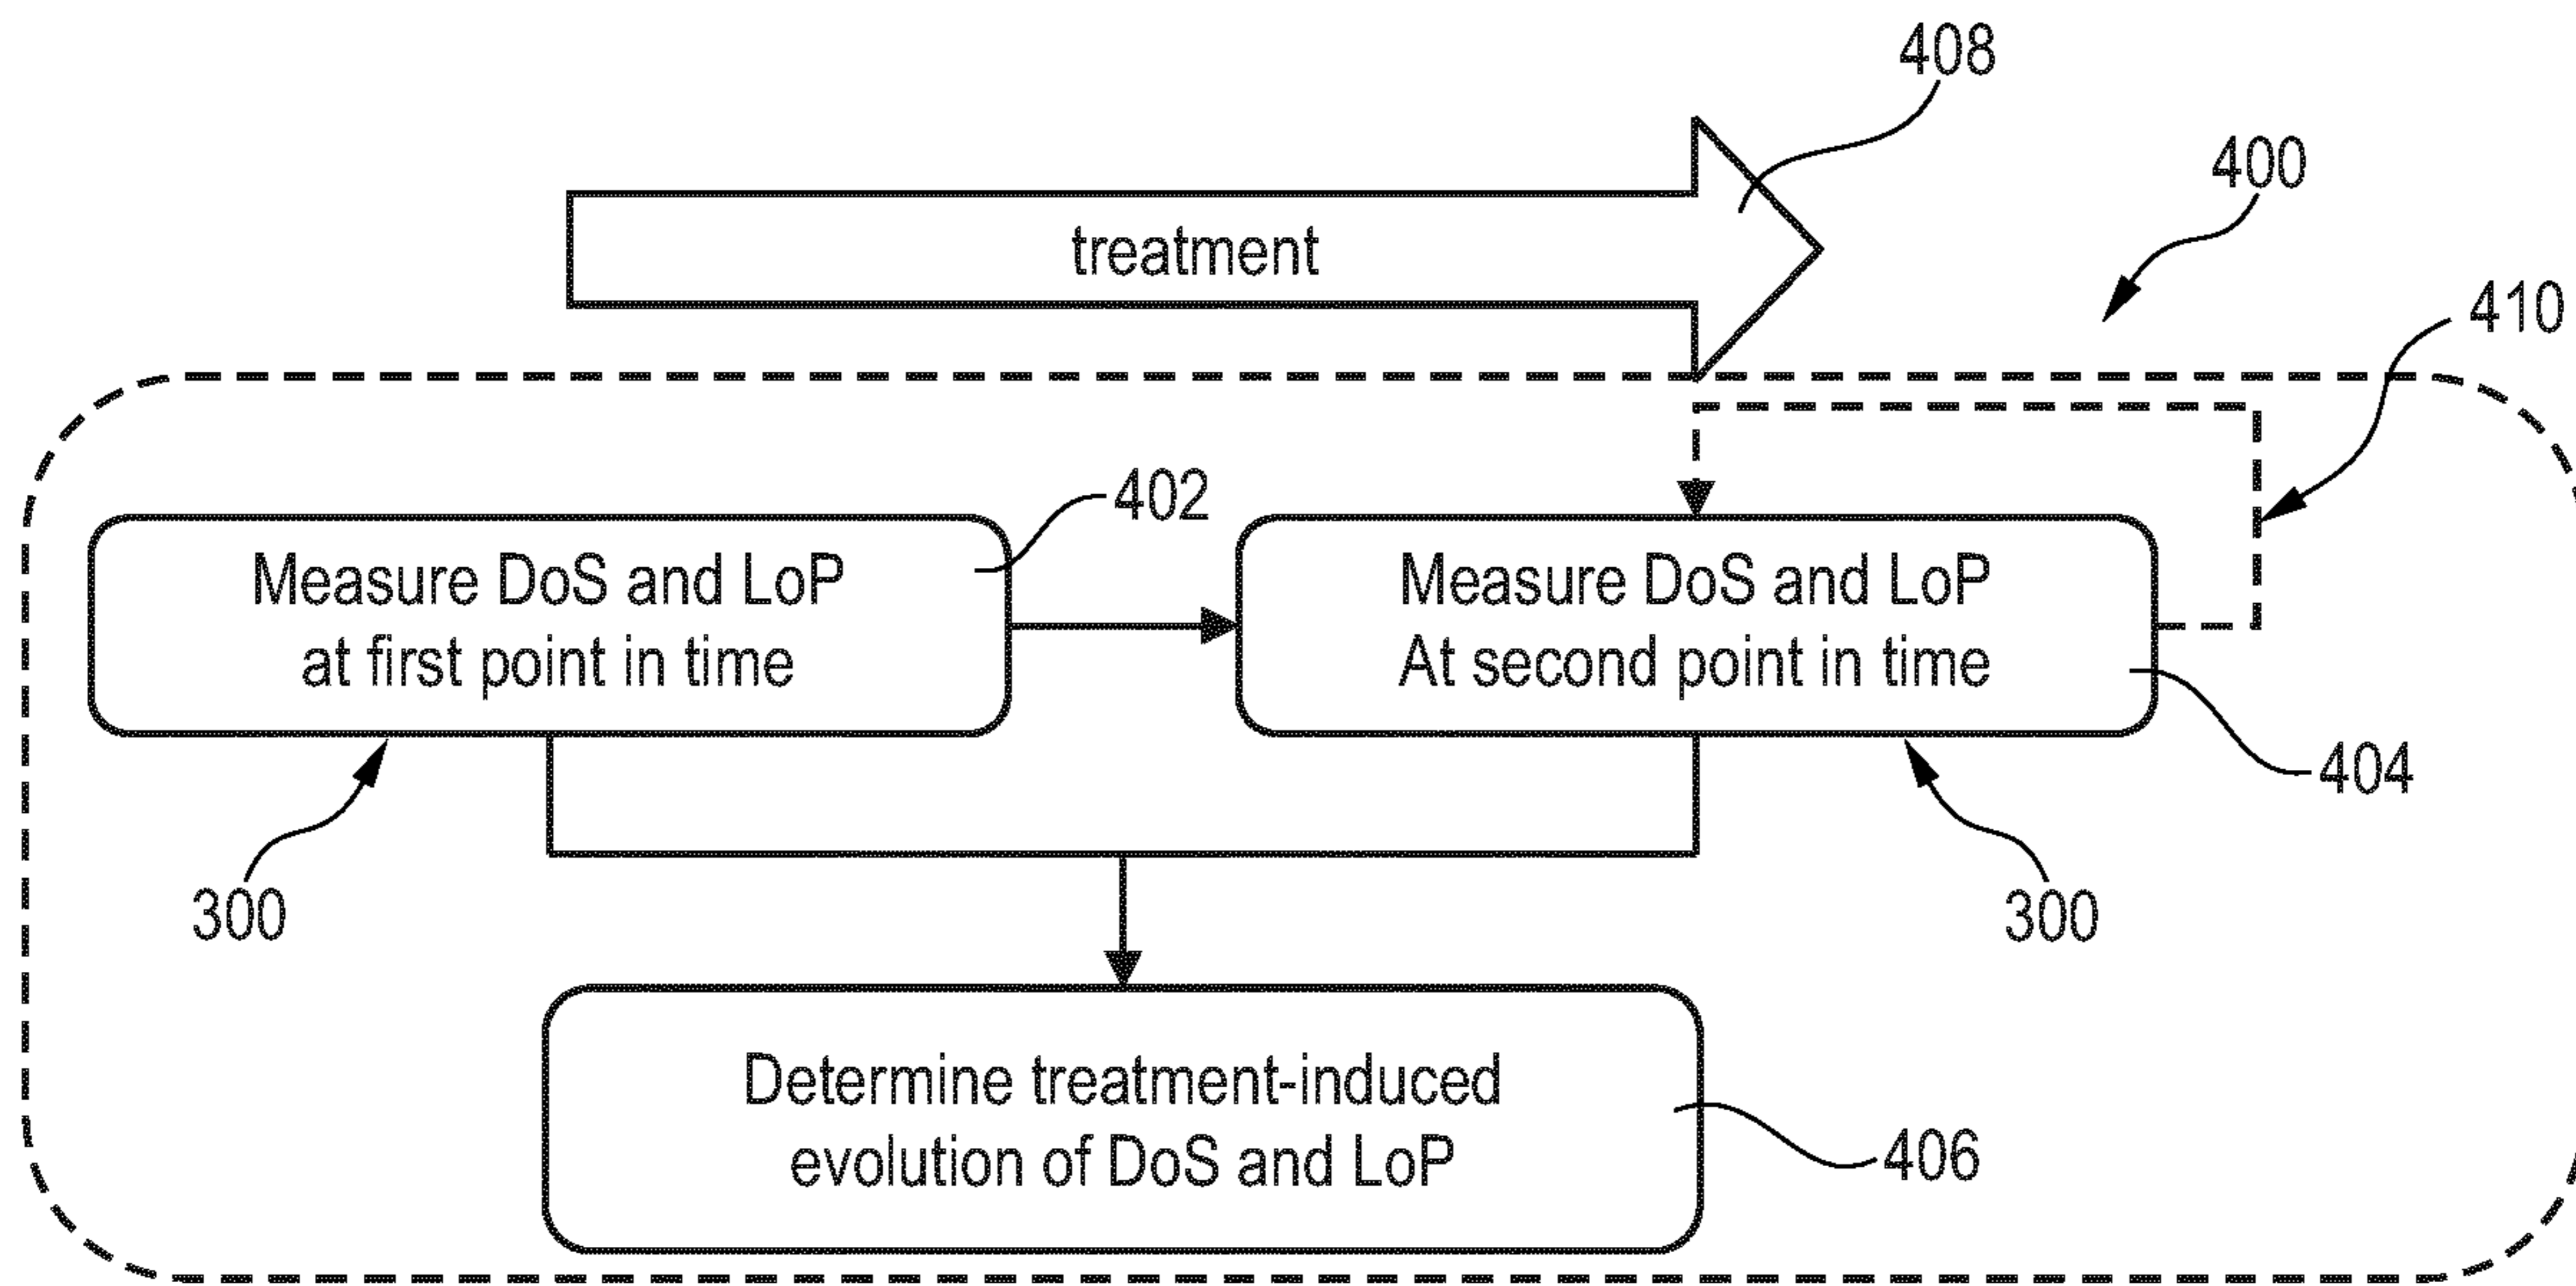 408
400
treatment
410
402
Measure DoS and LoP
at first point in time
Measure DoS and LoP
At second point in time
404
300
300
Determine treatment-induced
evolution of DoS and LoP
406